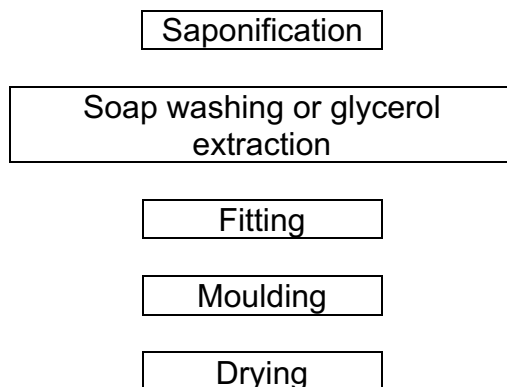 Saponification
Soap washing or glycerol
extraction
Fitting
Moulding
Drying